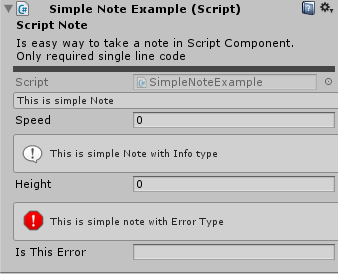 Simple Note Example (Script)
Script Note
Is easy way to take a note in Script Component.
Only required single line code
Script SimpleNoteExample
This is simple Note
Speed 0
This is simple Note with Info type
Height 0
This is simple note with Error Type
Is This Error